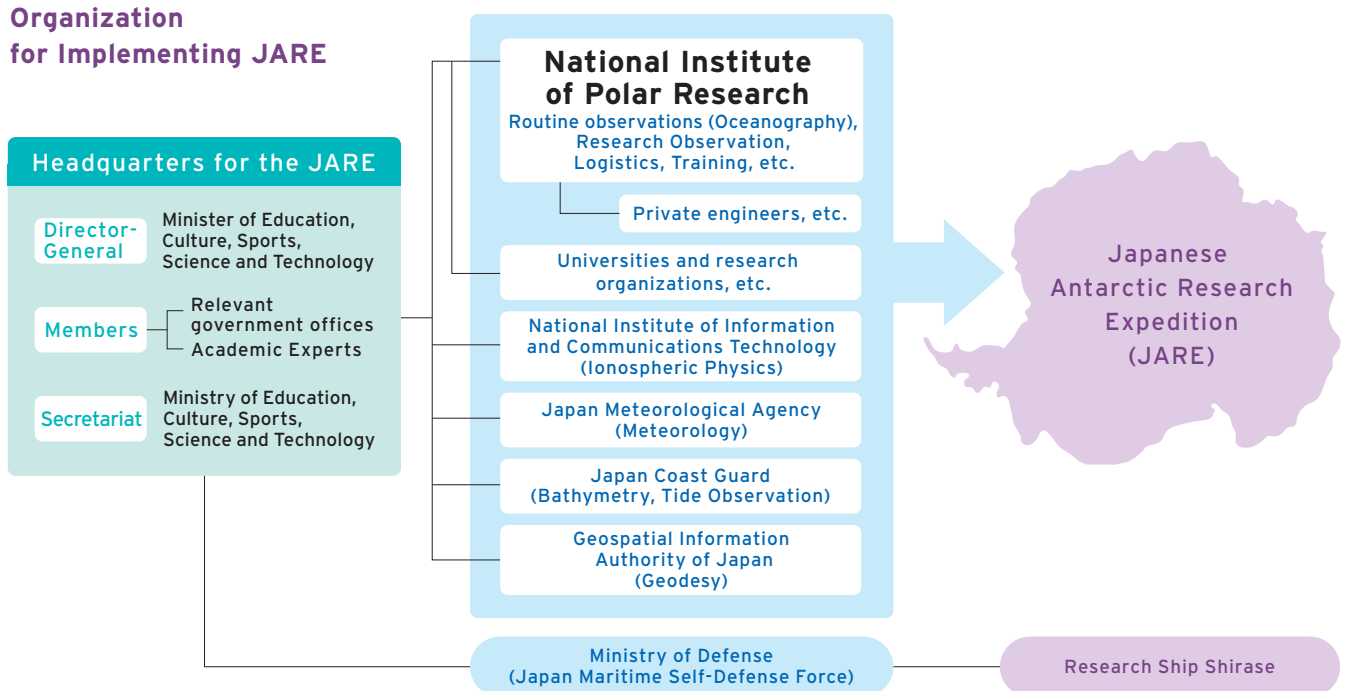 Organization
for Implementing JARE
Headquarters for the JARE
Director-
General
Minister of Education,
Culture, Sports,
Science and Technology
Members
Relevant
government offices
Academic Experts
Secretariat
Ministry of Education,
Culture, Sports,
Science and Technology
National Institute
of Polar Research
Routine observations (Oceanography),
Research Observation,
Logistics, Training, etc.
Private engineers, etc.
Universities and research
organizations, etc.
National Institute of Information
and Communications Technology
(Ionospheric Physics)
Japan Meteorological Agency
(Meteorology)
Japan Coast Guard
(Bathymetry, Tide Observation)
Geospatial Information
Authority of Japan
(Geodesy)
Ministry of Defense
(Japan Maritime Self-Defense Force)
Japanese
Antarctic Research
Expedition
(JARE)
Research Ship Shirase